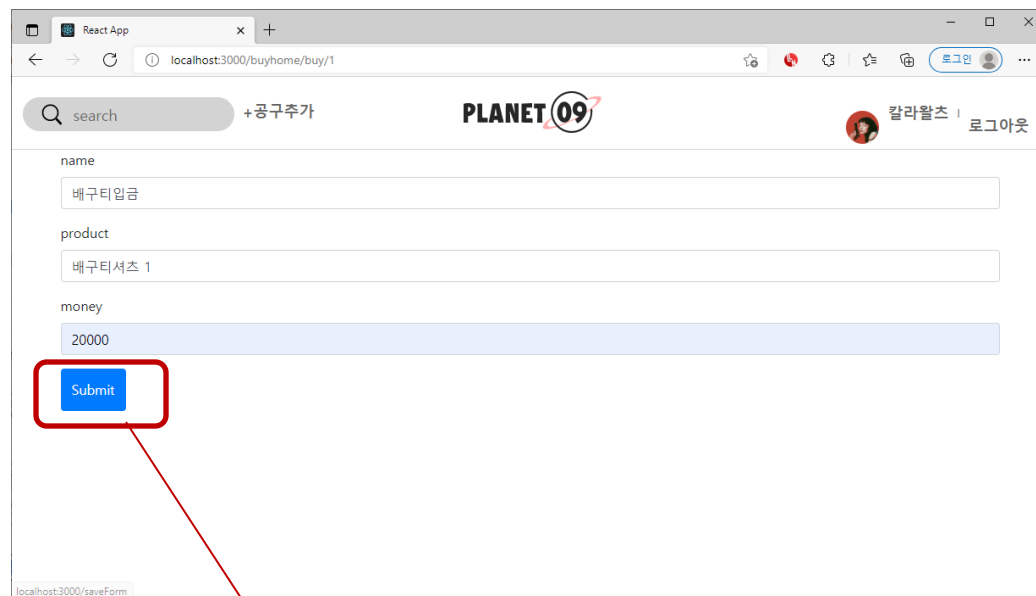 React App
로그인
localhost:3000/buyhome/buy/1
search
+공구추가
PLANET 09
칼라왈츠
로그아웃
name
배구티입금
product
배구티셔츠 1
money
20000
Submit
localhost:3000/saveForm